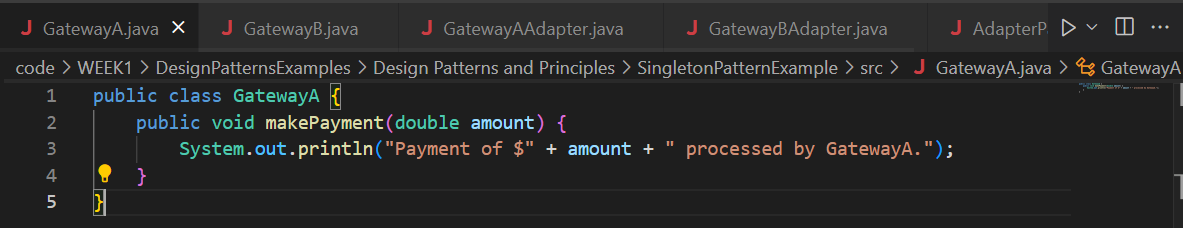 GatewayA.java GatewayB.java GatewayAAdapter.java GatewayBAdapter.java AdapterP
code > WEEK1 > DesignPatternsExamples > Design Patterns and Principles > SingletonPatternExample > src > GatewayA.java > GatewayA
1 public class GatewayA {
2 public void makePayment(double amount) {
3 System.out.println("Payment of $" + amount + " processed by GatewayA.");
4 }
5 }